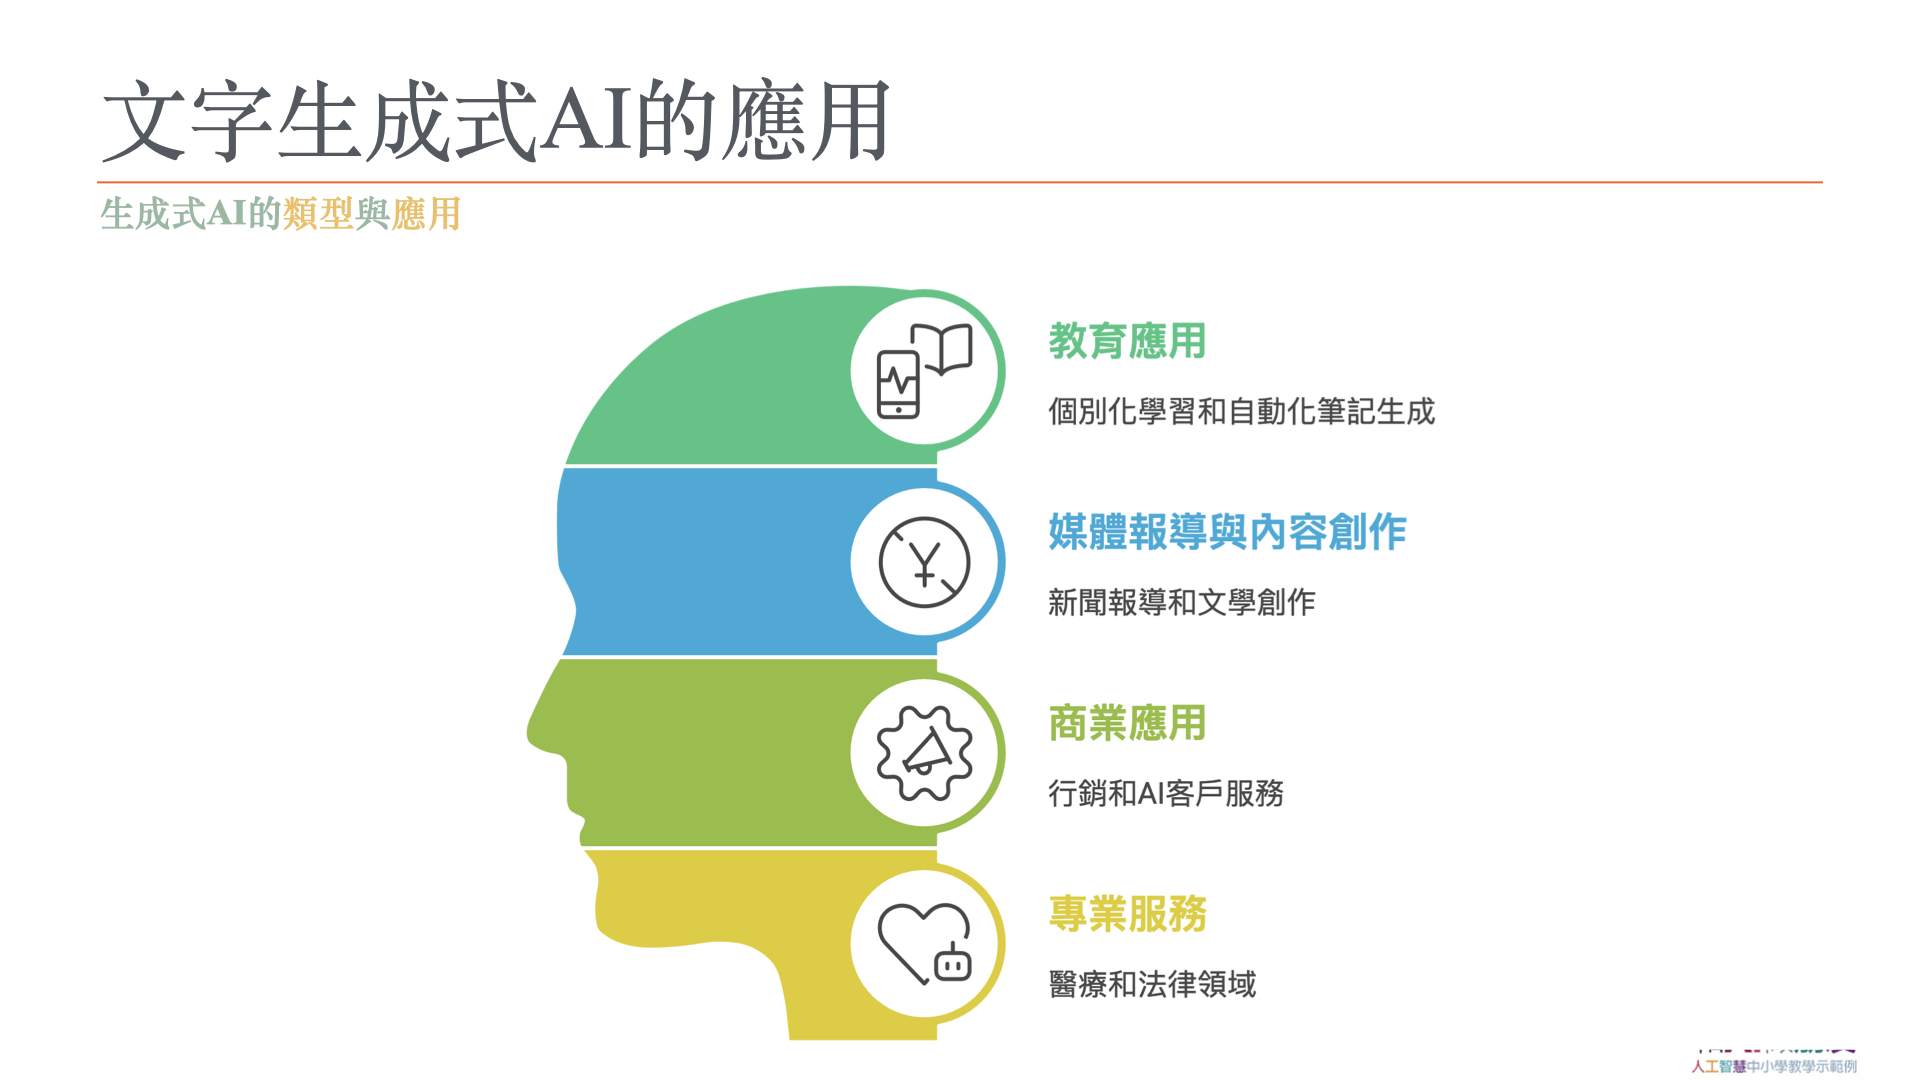 文字生成式AI的應用
生成式AI的類型與應用
教育應用
個別化學習和自動化筆記生成
媒體報導與內容創作
新聞報導和文學創作
商業應用
行銷和AI客戶服務
專業服務
醫療和法律領域
人工智慧中小學教學示範例